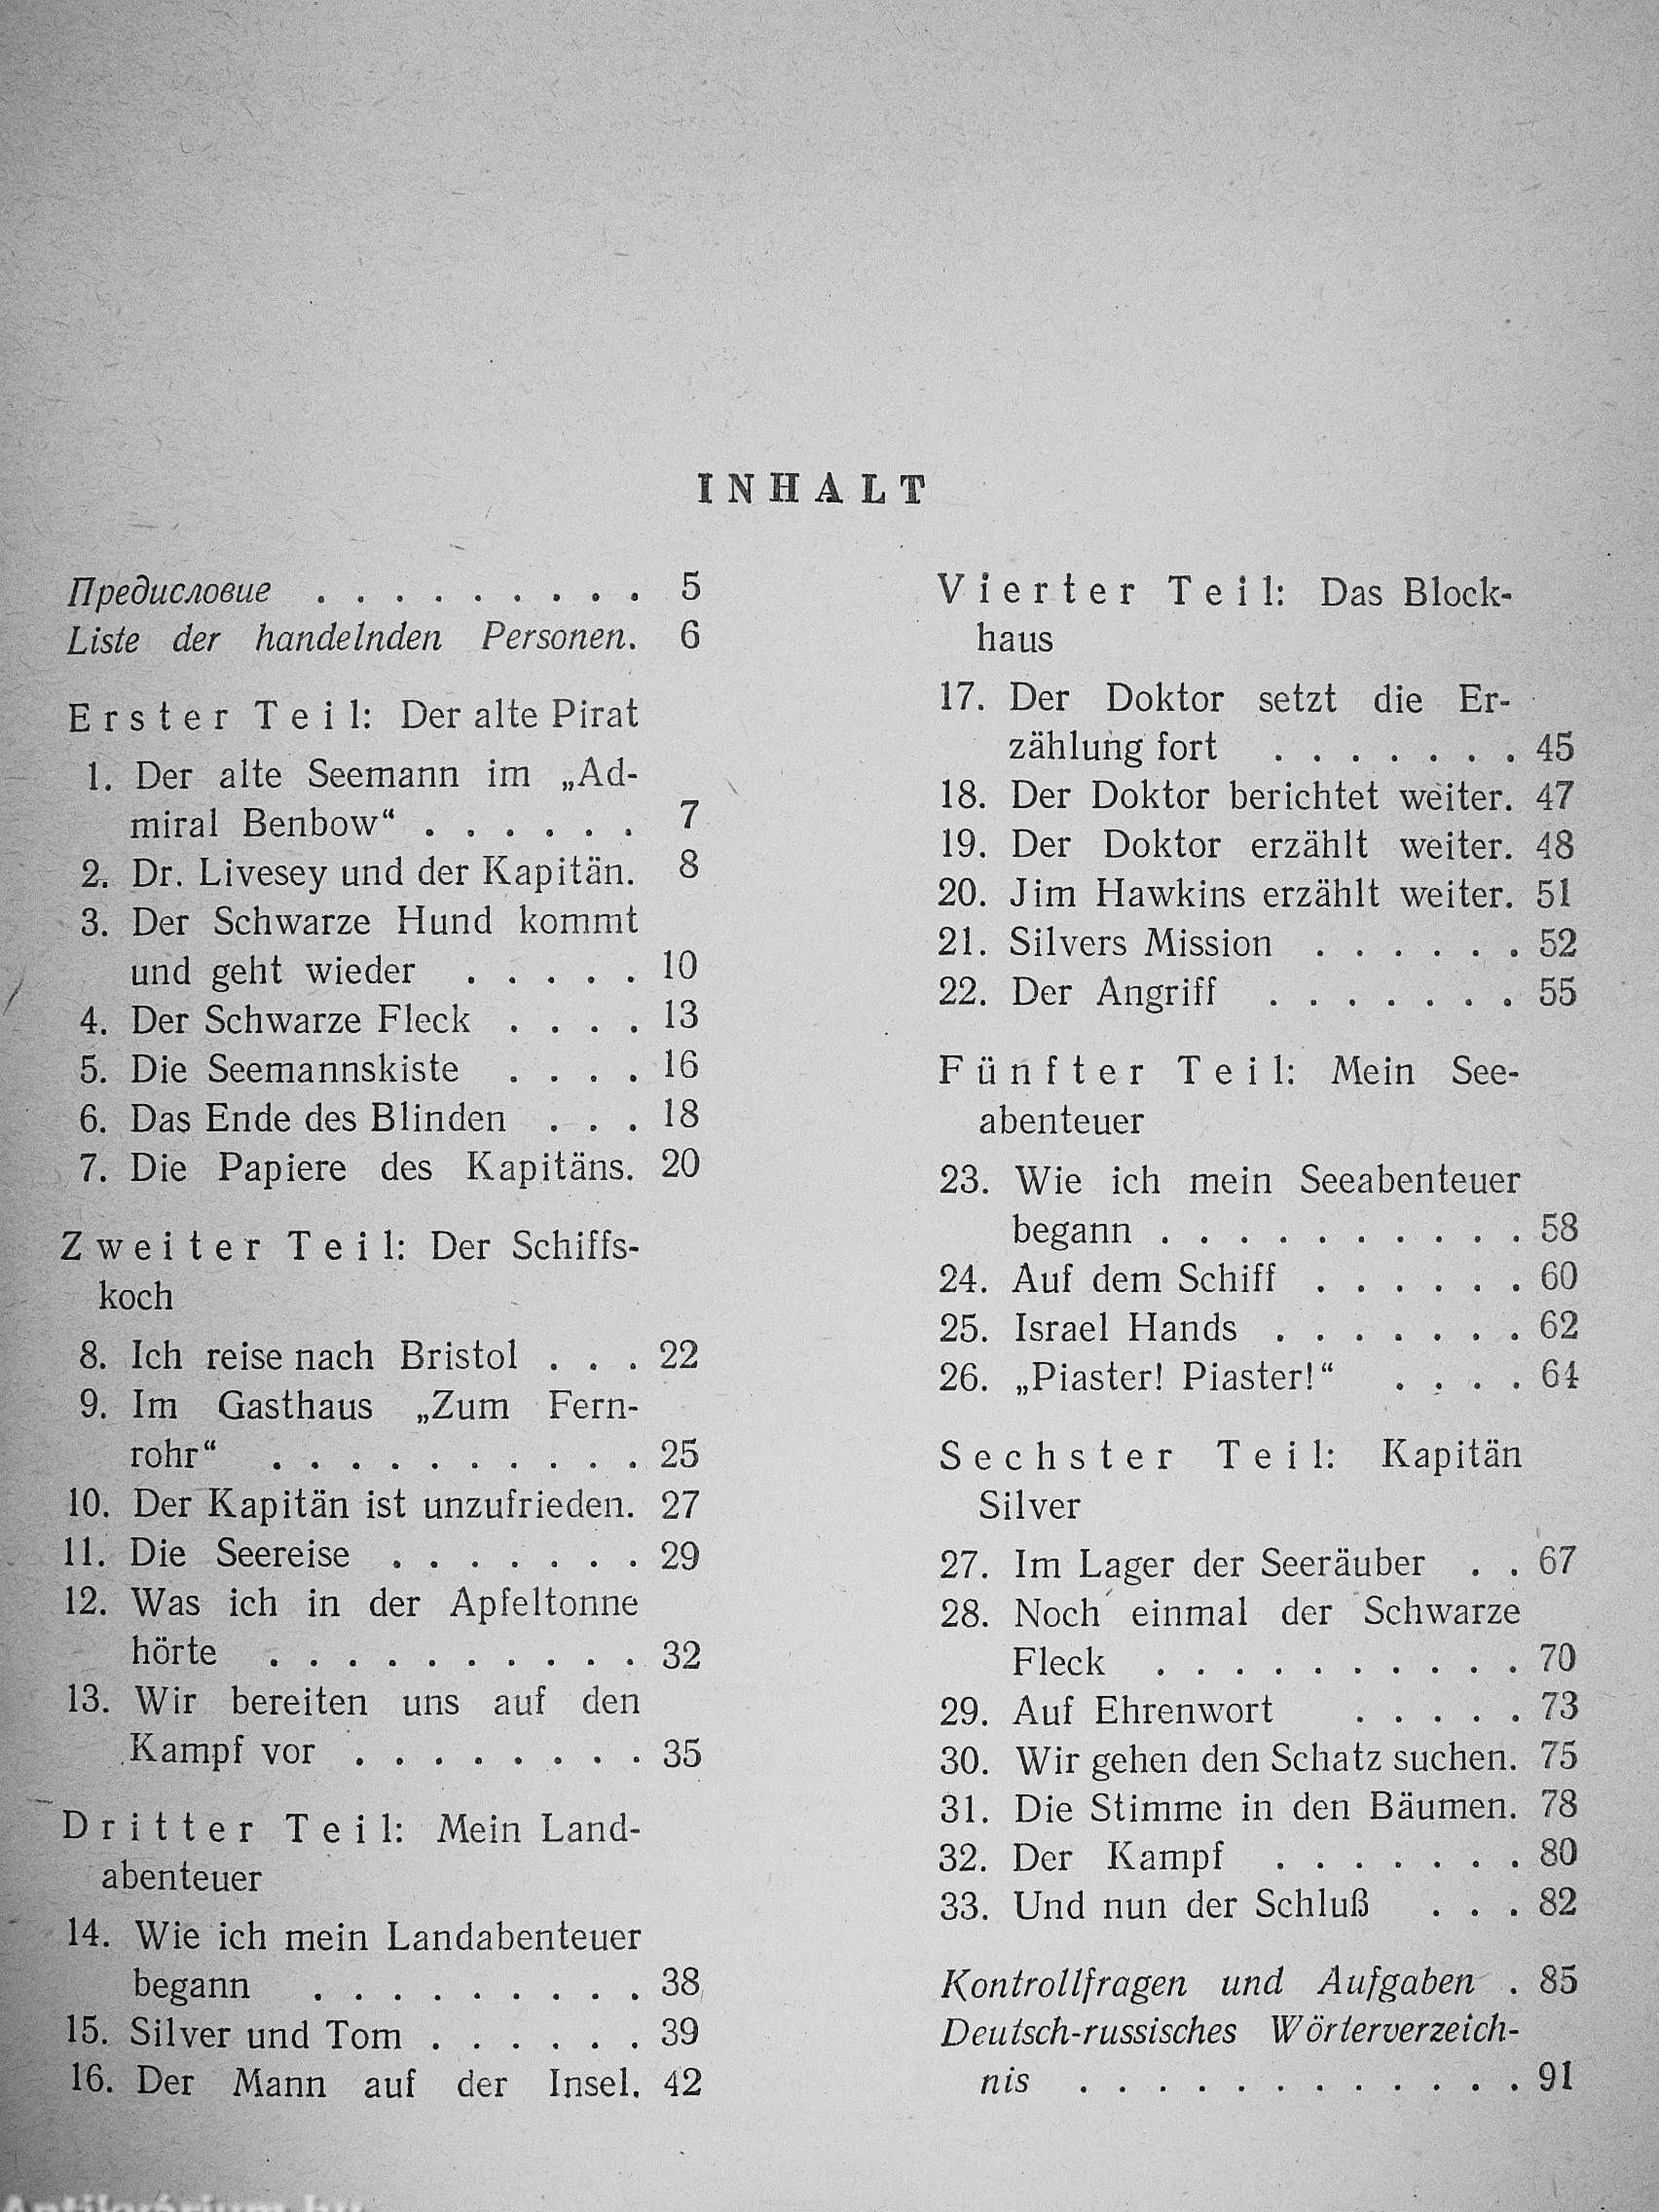 INHALT
Предисловие . . . . . . . . . 5
Liste der handelnden Personen. 6
Erster Teil: Der alte Pirat
1. Der alte Seemann im „Ad-
miral Benbow“ . . . . . . 7
2. Dr. Livesey und der Kapitän. 8
3. Der Schwarze Hund kommt
und geht wieder . . . . . 10
4. Der Schwarze Fleck . . . . 13
5. Die Seemannskiste . . . . 16
6. Das Ende des Blinden . . . 18
7. Die Papiere des Kapitäns. 20
Zweiter Teil: Der Schiffs-
koch
8. Ich reise nach Bristol . . . 22
9. Im Gasthaus „Zum Fern-
rohr“ . . . . . . . . . . 25
10. Der Kapitän ist unzufrieden. 27
11. Die Seereise . . . . . . . 29
12. Was ich in der Apfeltonne
hörte . . . . . . . . . . 32
13. Wir bereiten uns auf den
Kampf vor . . . . . . . . 35
Dritter Teil: Mein Land-
abenteuer
14. Wie ich mein Landabenteuer
begann . . . . . . . . . 38
15. Silver und Tom . . . . . . 39
16. Der Mann auf der Insel. 42
Vierter Teil: Das Block-
haus
17. Der Doktor setzt die Er-
zählung fort . . . . . . . 45
18. Der Doktor berichtet weiter. 47
19. Der Doktor erzählt weiter. 48
20. Jim Hawkins erzählt weiter. 51
21. Silvers Mission . . . . . . 52
22. Der Angriff . . . . . . . 55
Fünfter Teil: Mein See-
abenteuer
23. Wie ich mein Seeabenteuer
begann . . . . . . . . . . 58
24. Auf dem Schiff . . . . . . 60
25. Israel Hands . . . . . . . 62
26. „Piaster! Piaster!“ . . . . 64
Sechster Teil: Kapitän
Silver
27. Im Lager der Seeräuber . . 67
28. Noch einmal der Schwarze
Fleck . . . . . . . . . . 70
29. Auf Ehrenwort . . . . . 73
30. Wir gehen den Schatz suchen. 75
31. Die Stimme in den Bäumen. 78
32. Der Kampf . . . . . . . 80
33. Und nun der Schluß . . . 82
Kontrollfragen und Aufgaben . 85
Deutsch-russisches Wörterverzeich-
nis . . . . . . . . . . . . 91